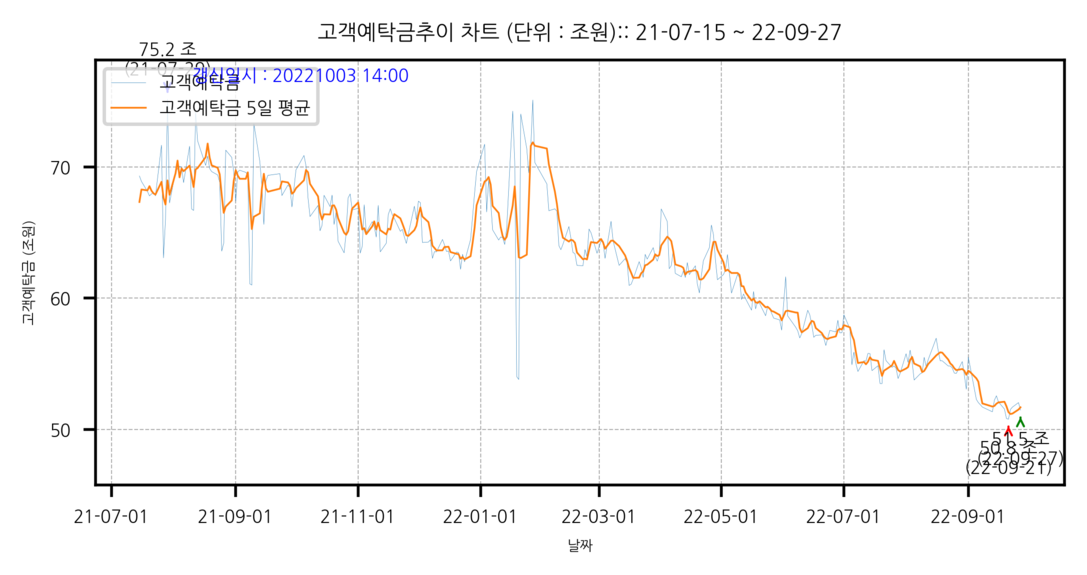 고객예탁금추이 차트 (단위 : 조원):: 21-07-15 ~ 22-09-27
75.2 조
갱신일시 : 20221003 14:00
고객예탁금
고객예탁금 5일 평균
고객예탁금 (조원)
70
60
50
51.5 조
(22-09-27)
50.8 조
(22-09-21)
21-07-01
21-09-01
21-11-01
22-01-01
22-03-01
22-05-01
22-07-01
22-09-01
날짜